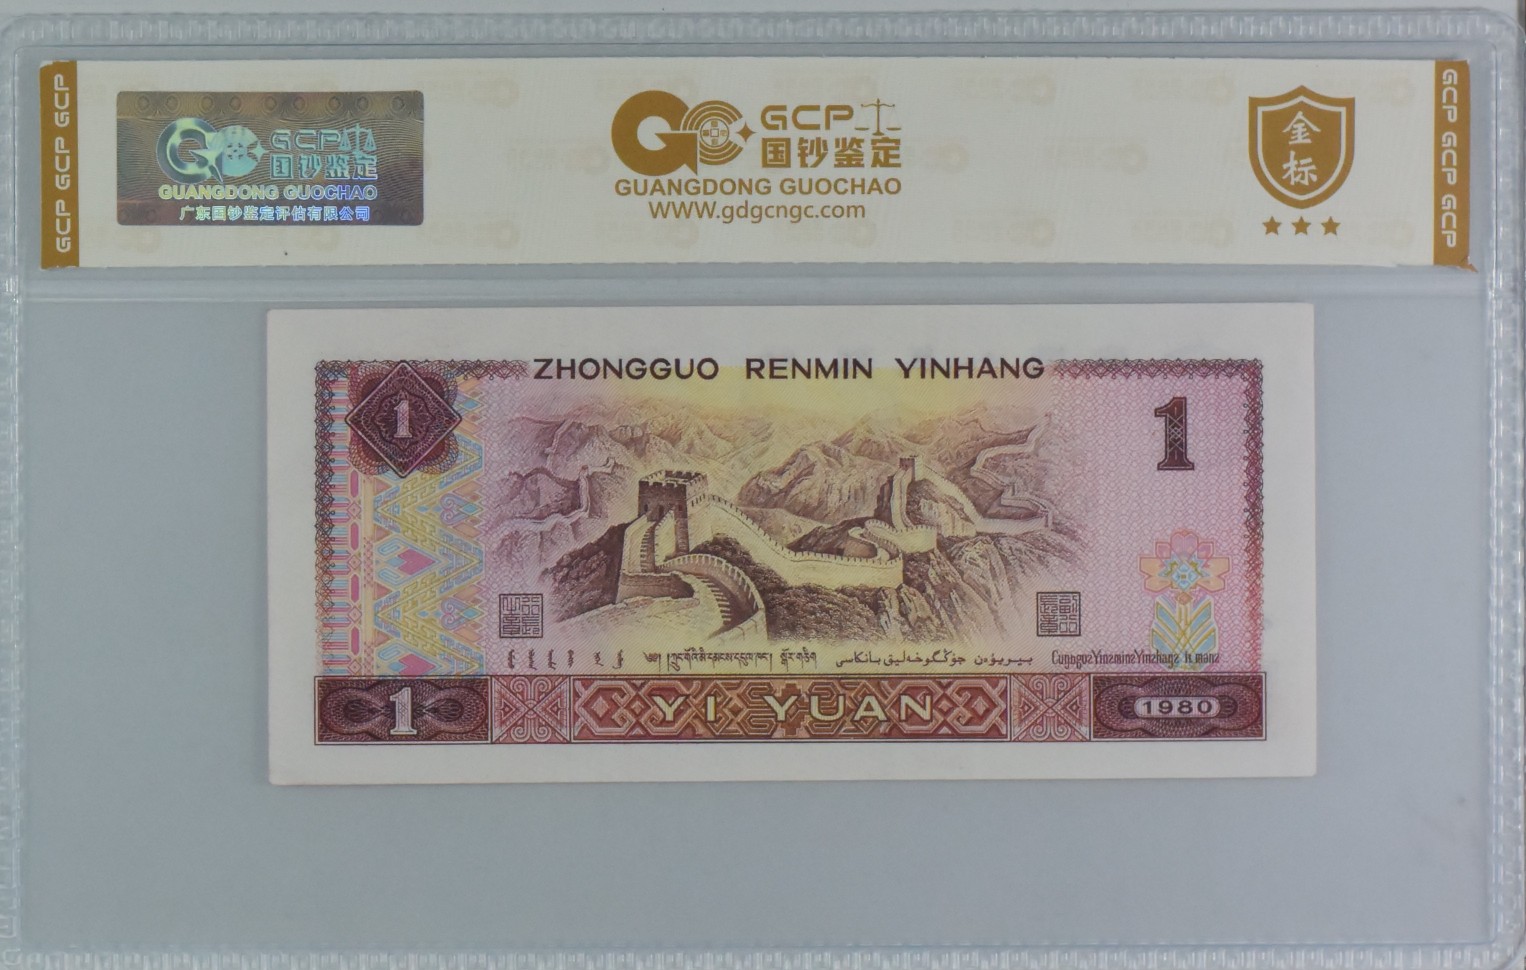 GCP GCP GCP
GCP
国钞鉴定
GUANGDONG GUOCHAO
广东国钞鉴定评估有限公司
GCP
国钞鉴定
GUANGDONG GUOCHAO
WWW.gdgcngc.com
金标
GCP GCP GCP
ZHONGGUO RENMIN YINHANG
1
1
1
YI YUAN
1980